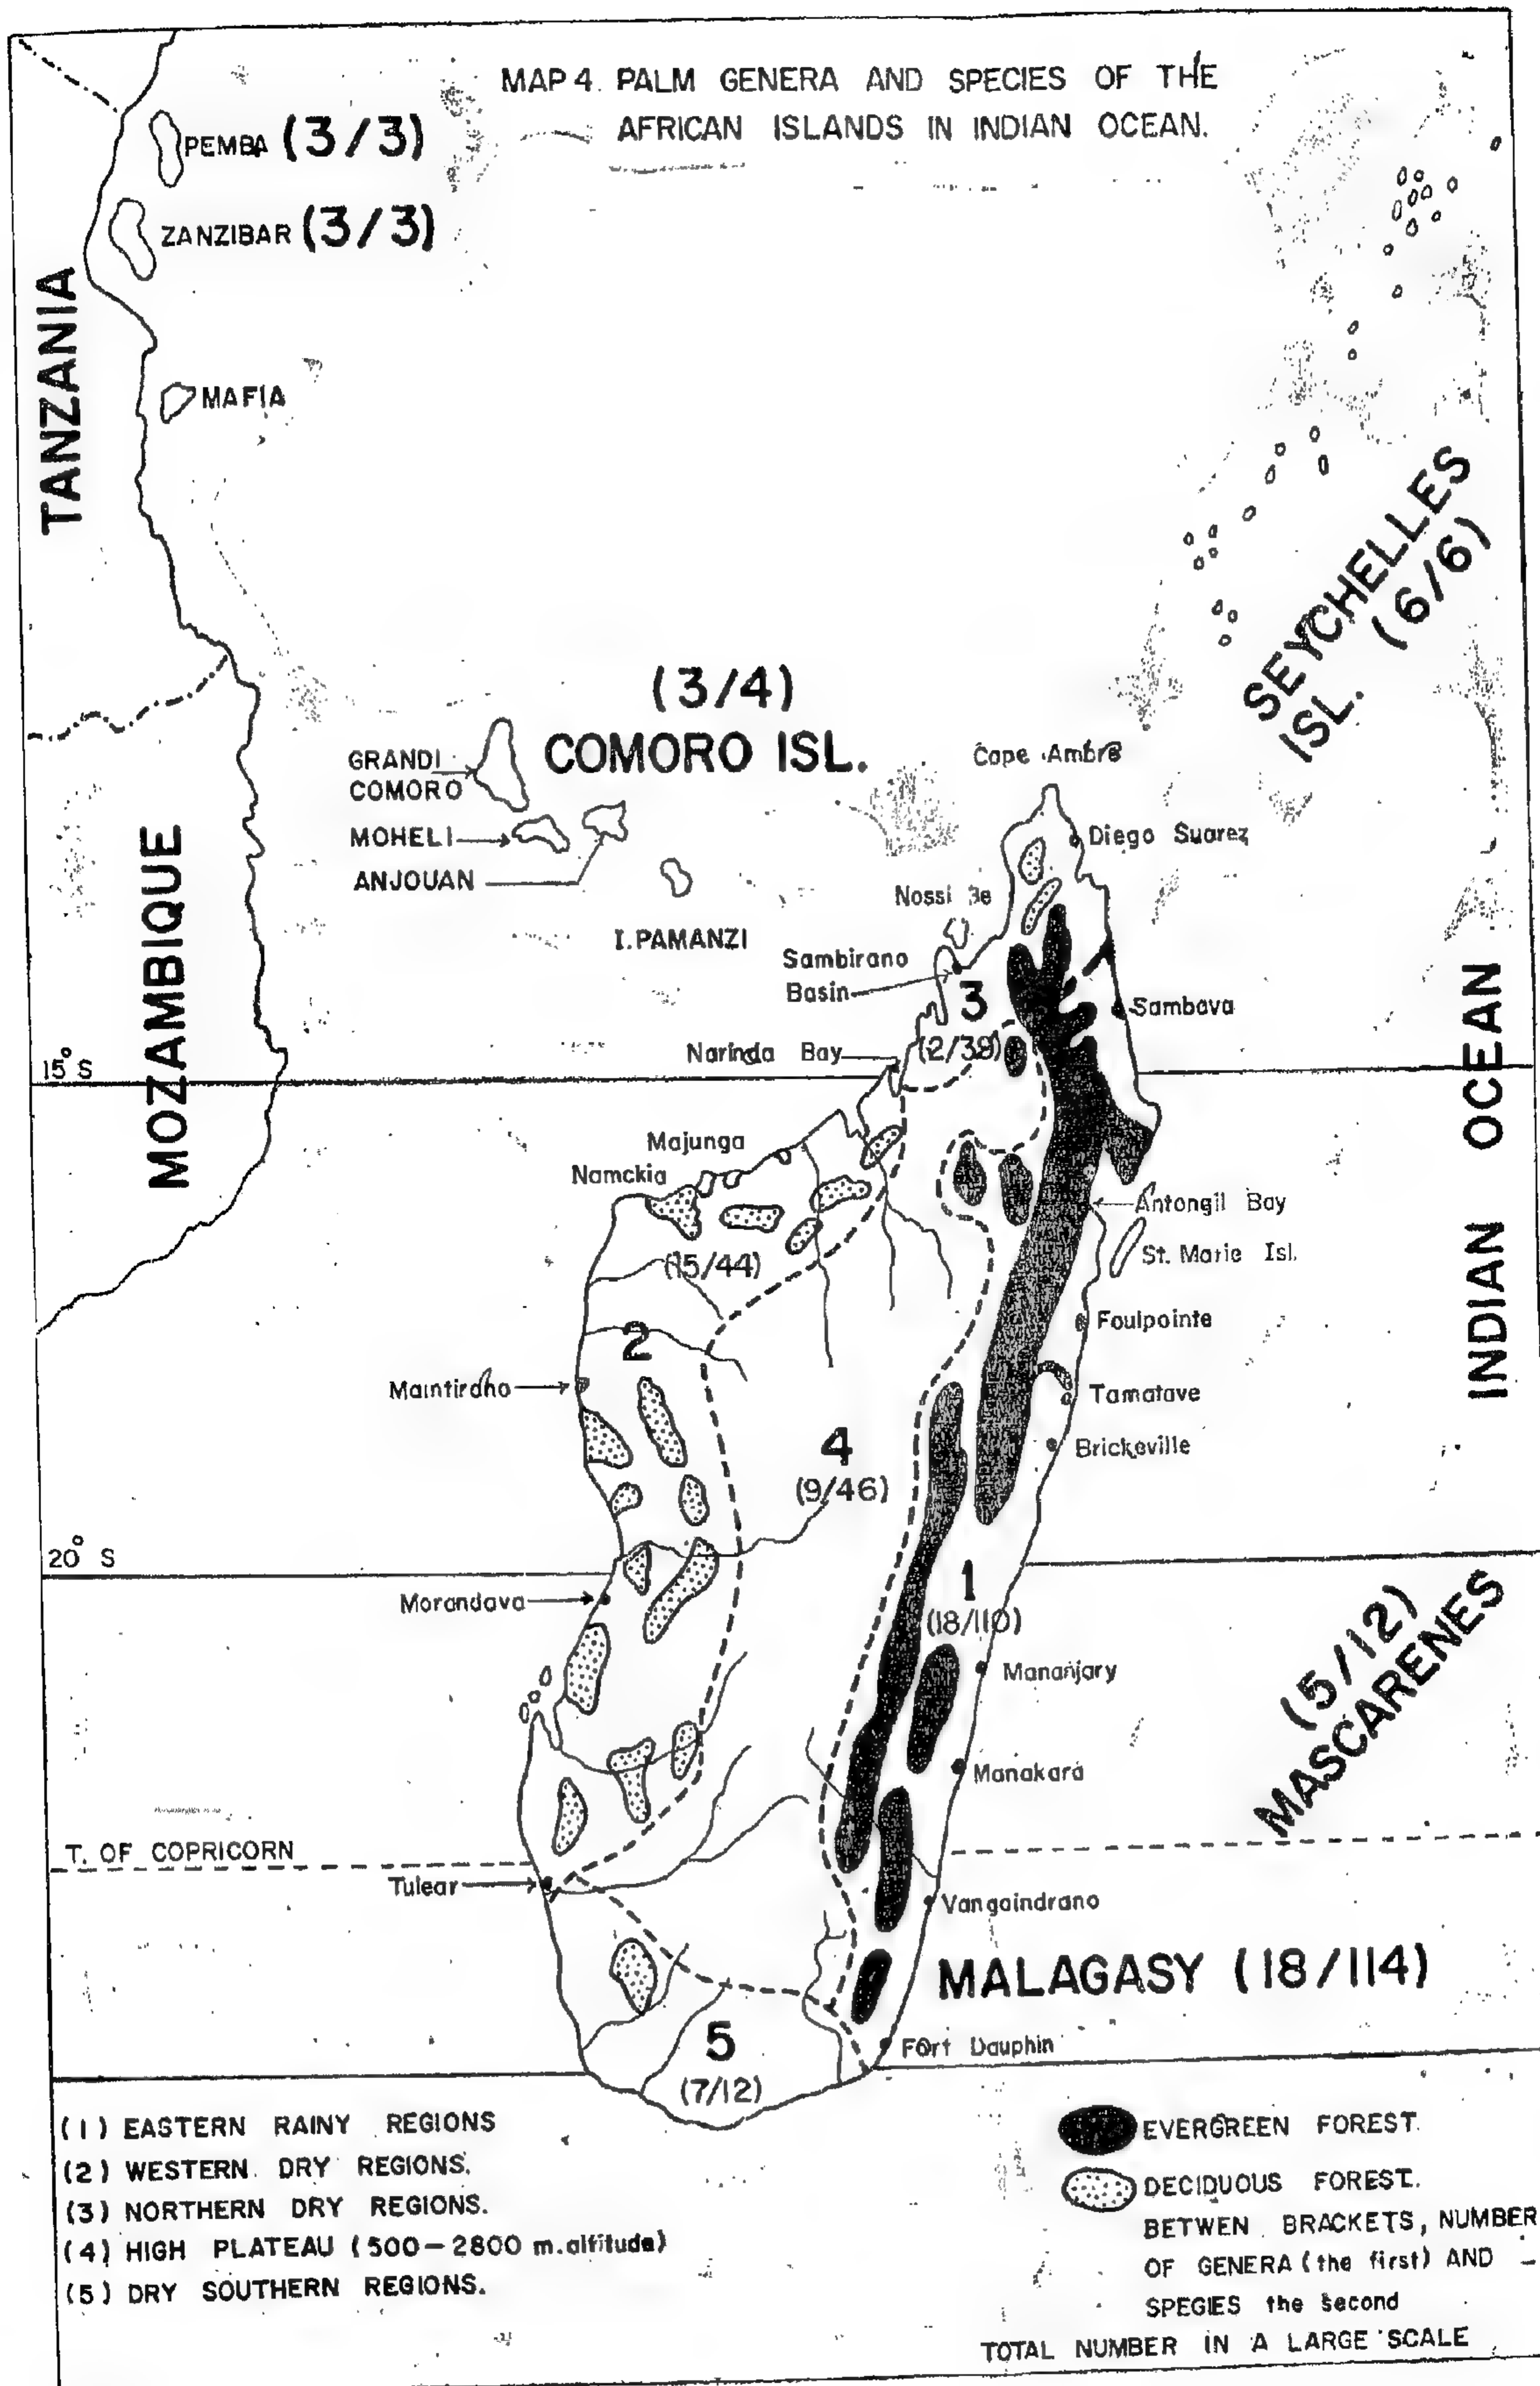 MAP 4. PALM GENERA AND SPECIES OF THE
AFRICAN ISLANDS IN INDIAN OCEAN.
PEMBA (3/3)
ZANZIBAR (3/3)
TANZANIA
MAFIA
SEYCHELLES
ISL. (6/6)
(3/4)
COMORO ISL.
GRANDI
COMORO
MOHELI
ANJOUAN
I. PAMANZI
MOZAMBIQUE
Cape Ambre
Diego Suarez
Nossi Be
Sambirano
Basin
3
(2/39)
Sambava
Narinda Bay
15° S
INDIAN OCEAN
Majunga
Namckia
Antongil Bay
St. Marie Isl.
(15/44)
Foulpointe
2
Maintirdho
Tamatave
4
(9/46)
Brickeville
20° S
1
(18/110)
Morandava
Mananjary
(5/12)
MASCARENES
Manakara
T. OF COPRICORN
Tulear
Vangaindrano
MALAGASY (18/114)
5
(7/12)
Fort Dauphin
(1) EASTERN RAINY REGIONS
(2) WESTERN DRY REGIONS.
(3) NORTHERN DRY REGIONS.
(4) HIGH PLATEAU (500-2800 m.altitude)
(5) DRY SOUTHERN REGIONS.
EVERGREEN FOREST.
DECIDUOUS FOREST.
BETWEN BRACKETS, NUMBER
OF GENERA (the first) AND
SPEGIES the second
TOTAL NUMBER IN A LARGE SCALE